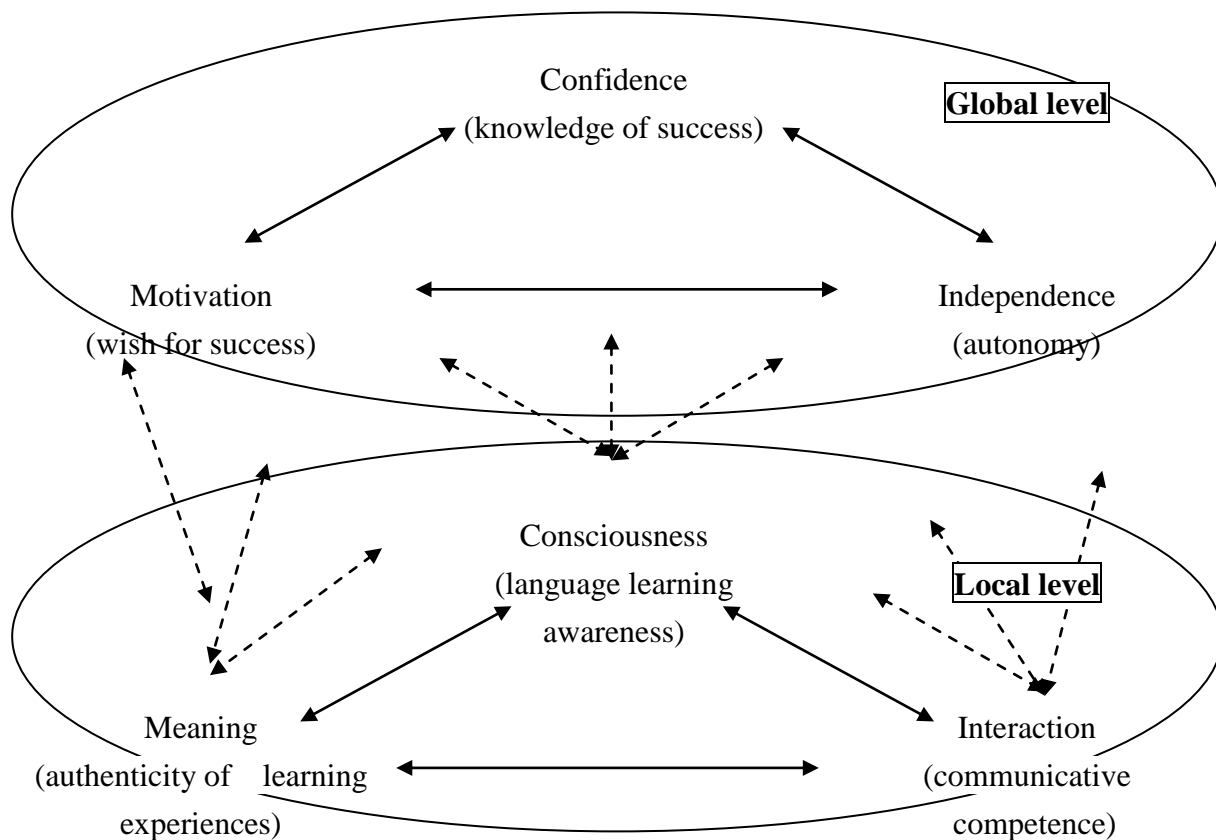 Confidence
(knowledge of success)
Global level
Motivation
(wish for success)
Independence
(autonomy)
Consciousness
(language learning
awareness)
Local level
Meaning
(authenticity of learning
experiences)
Interaction
(communicative
competence)